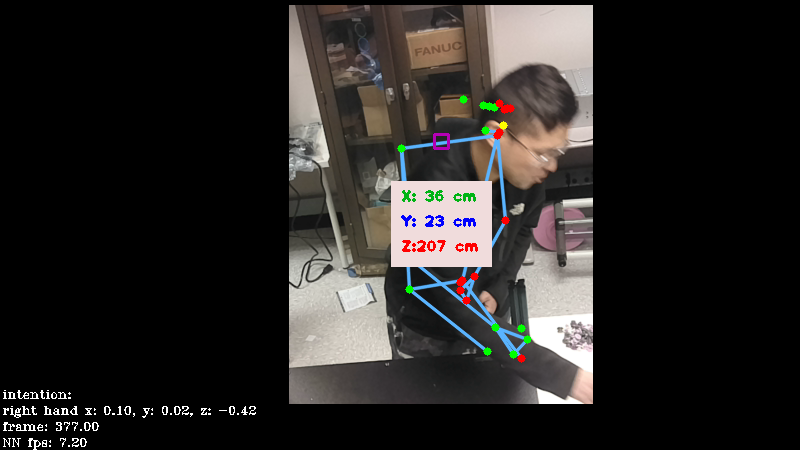 FANUC
X: 36 cm
Y: 23 cm
Z:207 cm
intention:
right hand x: 0.10, y: 0.02, z: -0.42
frame: 377.00
NN fps: 7.20